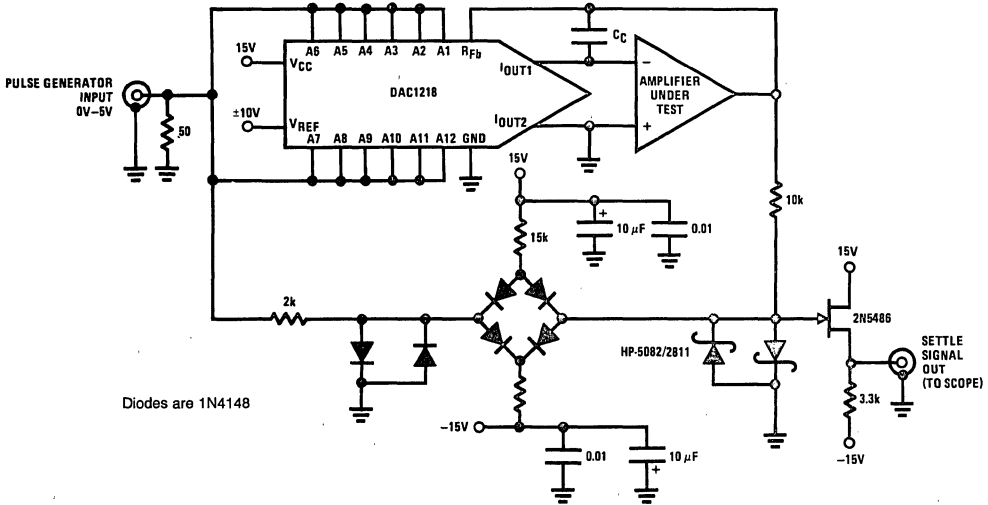 PULSE GENERATOR
INPUT
0V–5V
50
15V
±10V
A6 A5 A4 A3 A2 A1 RFb
VCC
VREF
DAC1218
IOUT1
IOUT2
A7 A8 A9 A10 A11 A12 GND
CC
–
AMPLIFIER
UNDER
TEST
+
15V
15k
+
10 μF
0.01
10k
2k
15V
2N5486
HP-5082/2811
SETTLE
SIGNAL
OUT
(TO SCOPE)
3.3k
–15V
Diodes are 1N4148
–15V
0.01
10 μF
+